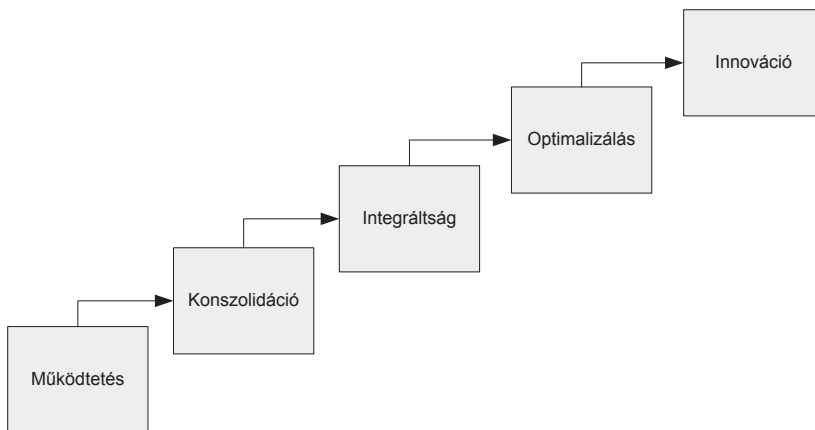 Innováció
Optimalizálás
Integráltság
Konszolidáció
Működtetés